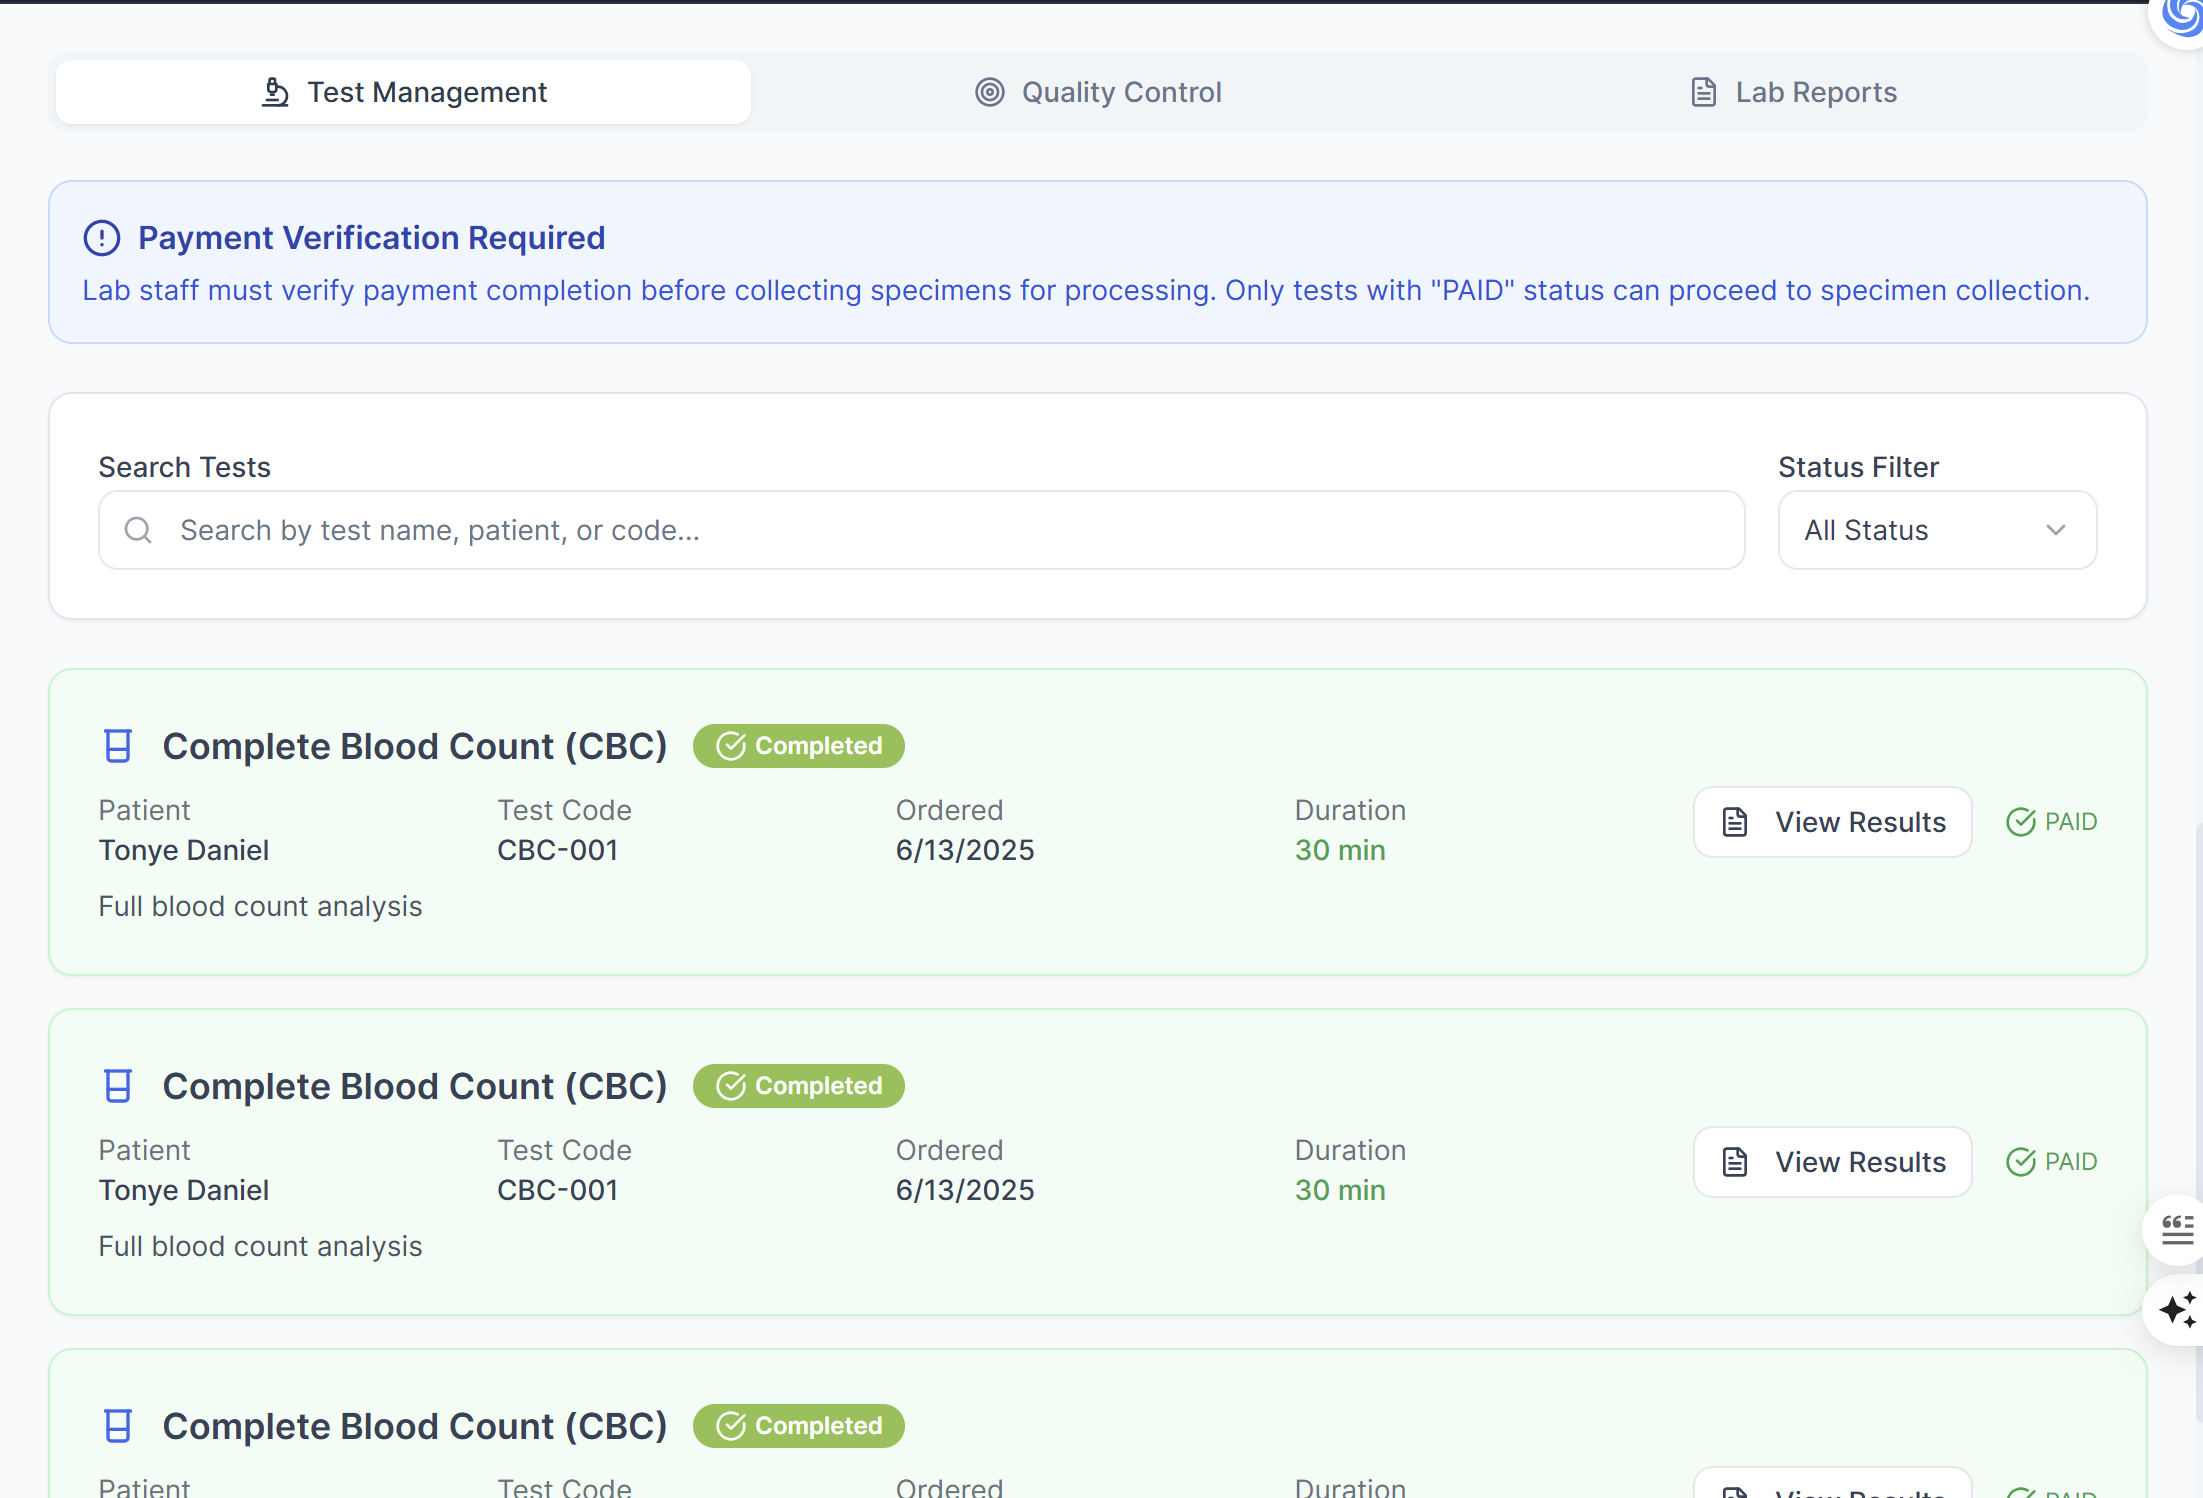 Test Management
Quality Control
Lab Reports
Payment Verification Required
Lab staff must verify payment completion before collecting specimens for processing. Only tests with "PAID" status can proceed to specimen collection.
Search Tests
Status Filter
Search by test name, patient, or code...
All Status
Complete Blood Count (CBC)
Completed
Patient
Test Code
Ordered
Duration
Tonye Daniel
CBC-001
6/13/2025
30 min
View Results
PAID
Full blood count analysis
Complete Blood Count (CBC)
Completed
Patient
Test Code
Ordered
Duration
Tonye Daniel
CBC-001
6/13/2025
30 min
View Results
PAID
Full blood count analysis
Complete Blood Count (CBC)
Completed
Patient
Test Code
Ordered
Duration
View Results
PAID